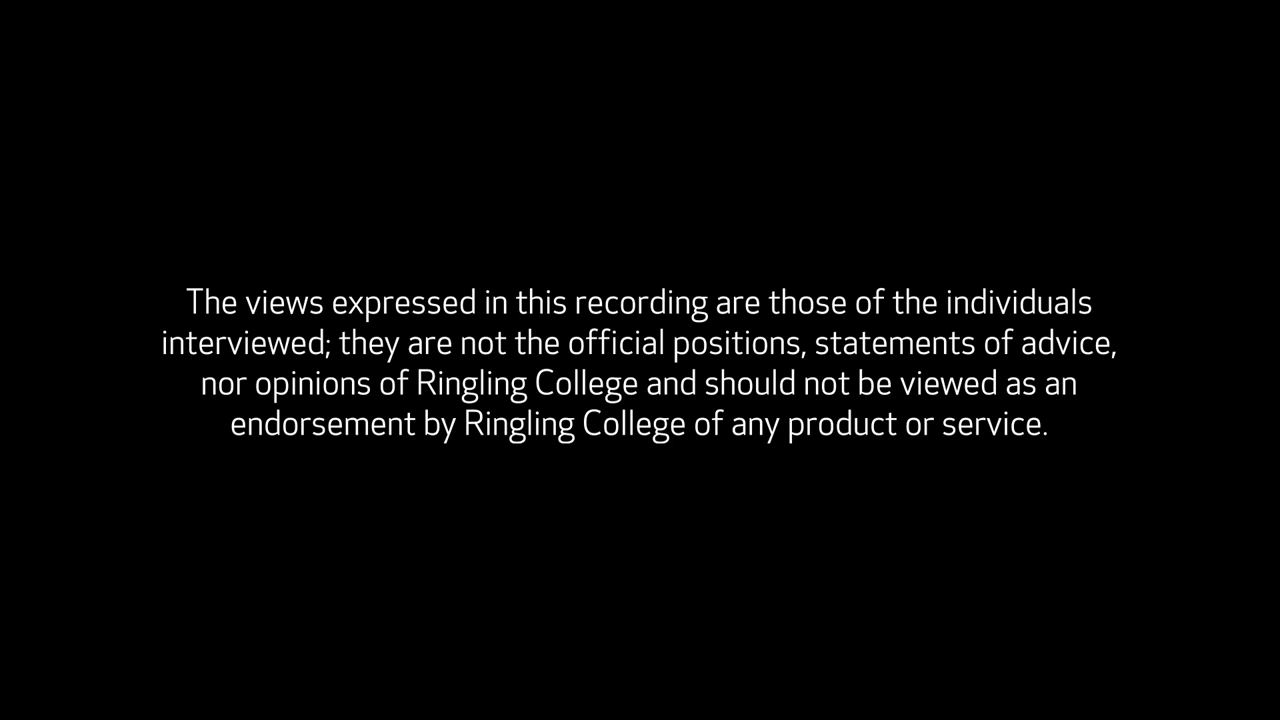 The views expressed in this recording are those of the individuals
interviewed; they are not the official positions, statements of advice,
nor opinions of Ringling College and should not be viewed as an
endorsement by Ringling College of any product or service.